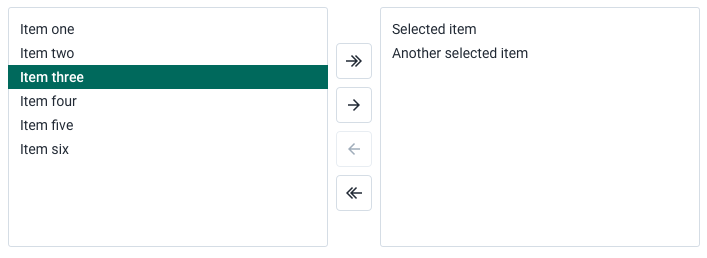 Item one
Item two
Item three
Item four
Item five
Item six
Selected item
Another selected item